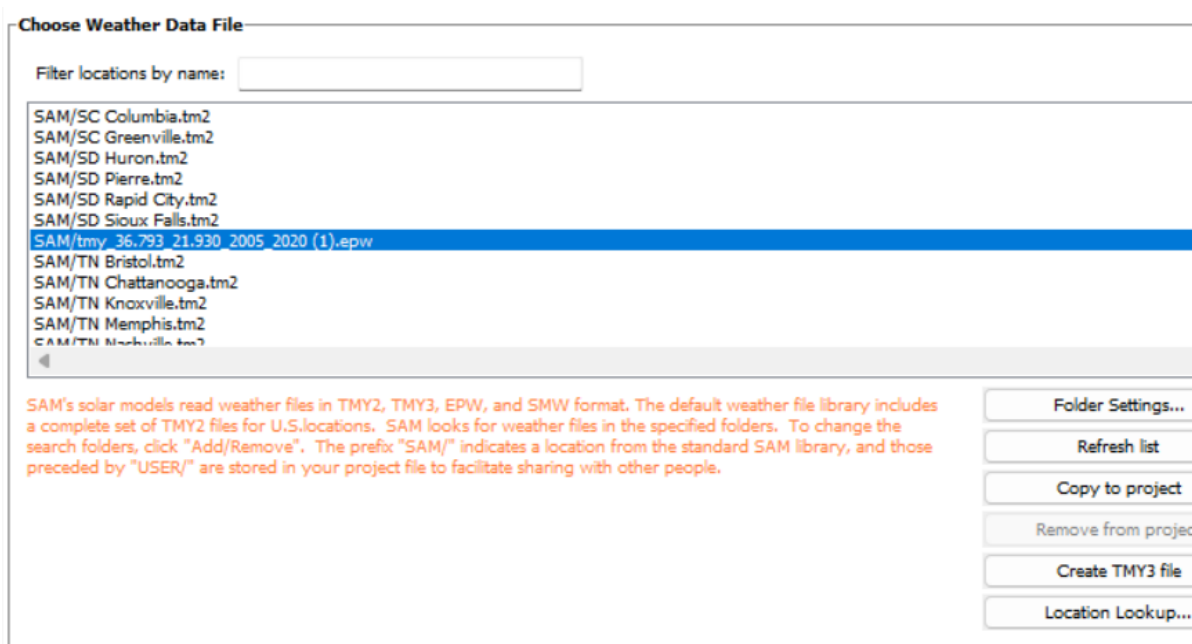 Choose Weather Data File
Filter locations by name:
SAM/SC Columbia.tm2
SAM/SC Greenville.tm2
SAM/SD Huron.tm2
SAM/SD Pierre.tm2
SAM/SD Rapid City.tm2
SAM/SD Sioux Falls.tm2
SAM/tmy_36.793_21.930_2005_2020 (1).epw
SAM/TN Bristol.tm2
SAM/TN Chattanooga.tm2
SAM/TN Knoxville.tm2
SAM/TN Memphis.tm2
SAM/TN Nashville.tm2
SAM's solar models read weather files in TMY2, TMY3, EPW, and SMW format. The default weather file library includes
a complete set of TMY2 files for U.S.locations. SAM looks for weather files in the specified folders. To change the
search folders, click "Add/Remove". The prefix "SAM/" indicates a location from the standard SAM library, and those
preceded by "USER/" are stored in your project file to facilitate sharing with other people.
Folder Settings...
Refresh list
Copy to project
Remove from projec
Create TMY3 file
Location Lookup...